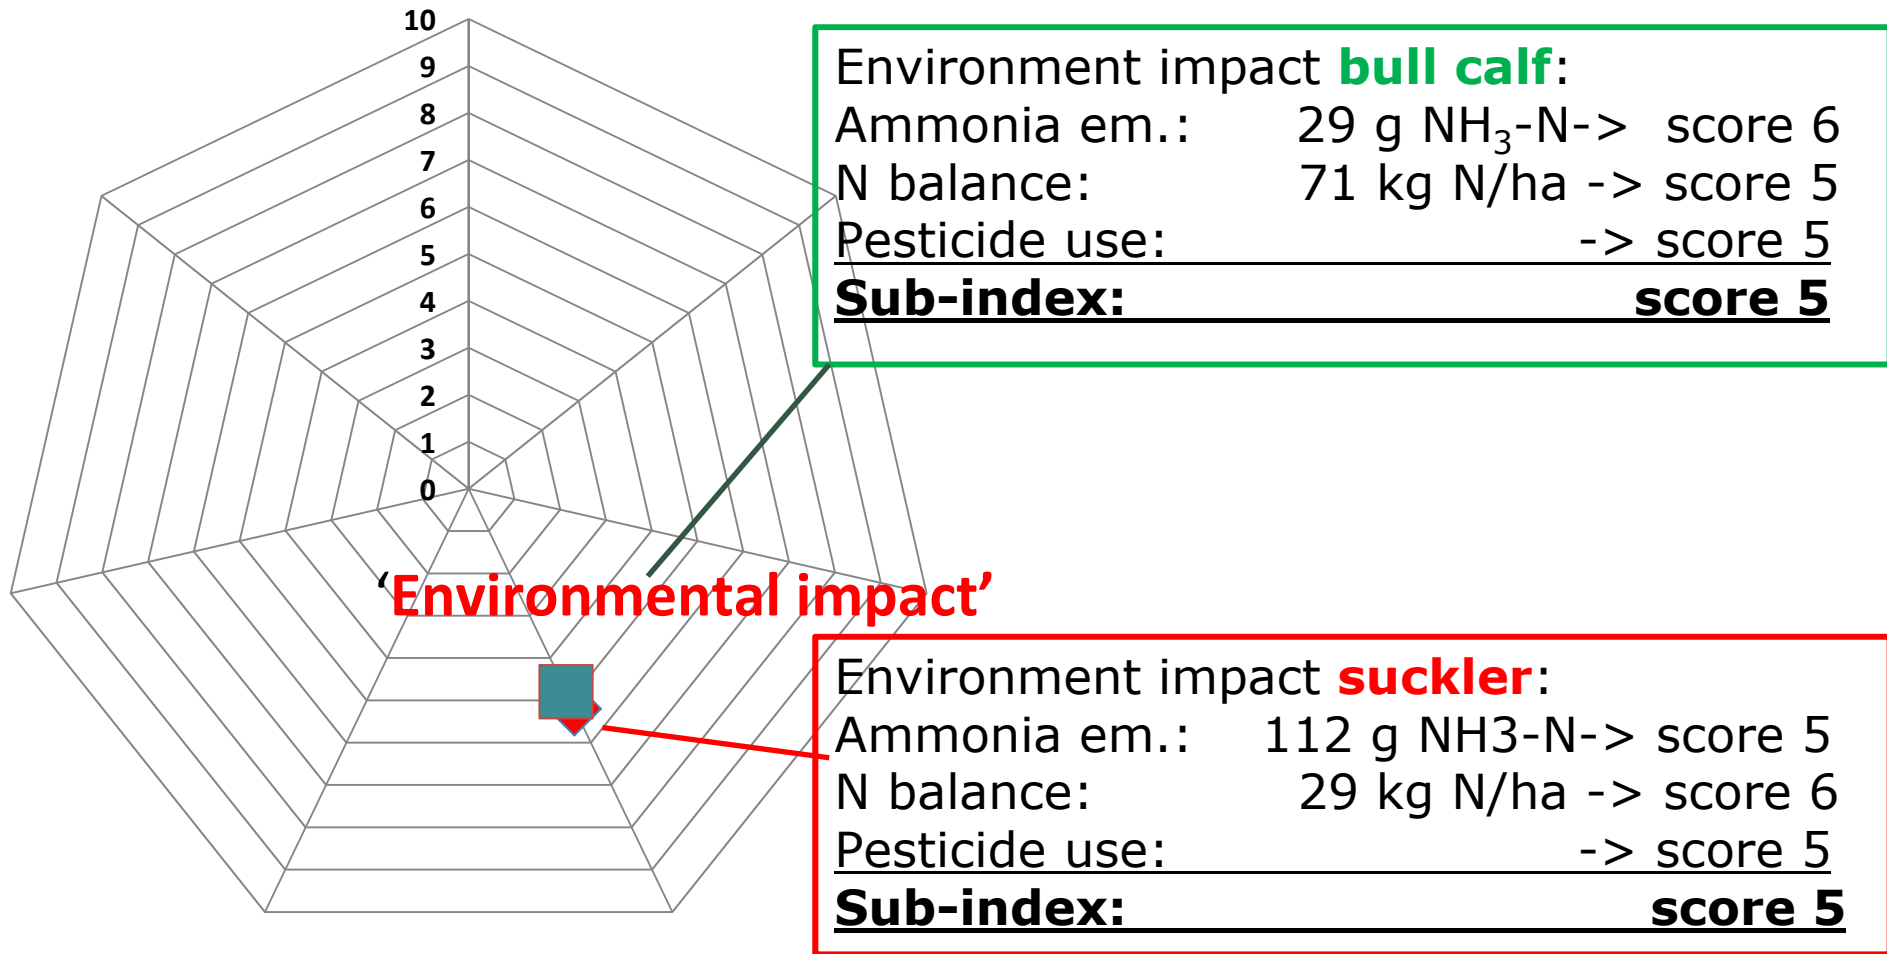 10
9
8
7
6
5
4
3
2
1
0
‘Environmental impact’
Environment impact bull calf:
Ammonia em.: 29 g NH₃-N-> score 6
N balance: 71 kg N/ha -> score 5
Pesticide use: -> score 5
Sub-index: score 5
Environment impact suckler:
Ammonia em.: 112 g NH3-N-> score 5
N balance: 29 kg N/ha -> score 6
Pesticide use: -> score 5
Sub-index: score 5